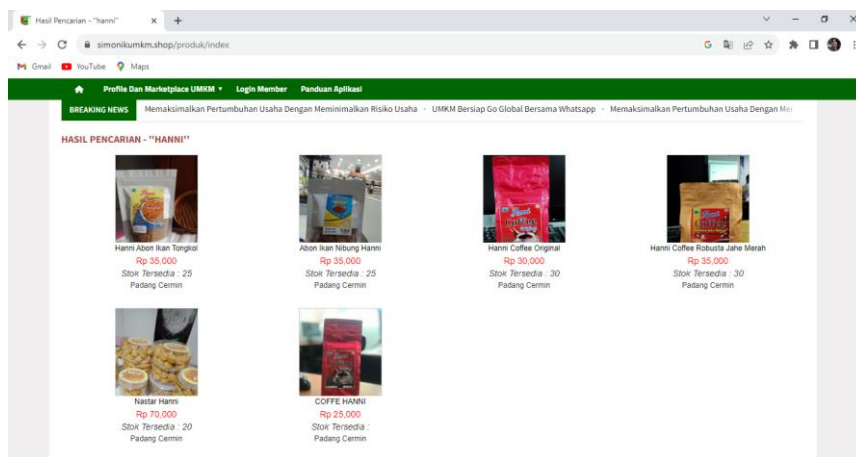 Hasil Pencarian - "hanni"
simonikumkm.shop/produk/index
Gmail YouTube Maps
Profile Dan Marketplace UMKM Login Member Panduan Aplikasi
BREAKING NEWS Memaksimalkan Pertumbuhan Usaha Dengan Meminimalkan Risiko Usaha - UMKM Bersiap Go Global Bersama Whatsapp - Memaksimalkan Pertumbuhan Usaha Dengan Mei
HASIL PENCARIAN - "HANNI"
Hanni Abon Ikan Tongkol
Rp 35,000
Stok Tersedia : 25
Padang Cermin
Abon Ikan Nibung Hanni
Rp 35,000
Stok Tersedia : 25
Padang Cermin
Coffee
Hanni Coffee Original
Rp 30,000
Stok Tersedia : 30
Padang Cermin
Coffee
Hanni Coffee Robusta Jahe Merah
Rp 35,000
Stok Tersedia : 30
Padang Cermin
Nastar Hanni
Rp 70,000
Stok Tersedia : 20
Padang Cermin
COFFE HANNI
Rp 25,000
Stok Tersedia :
Padang Cermin